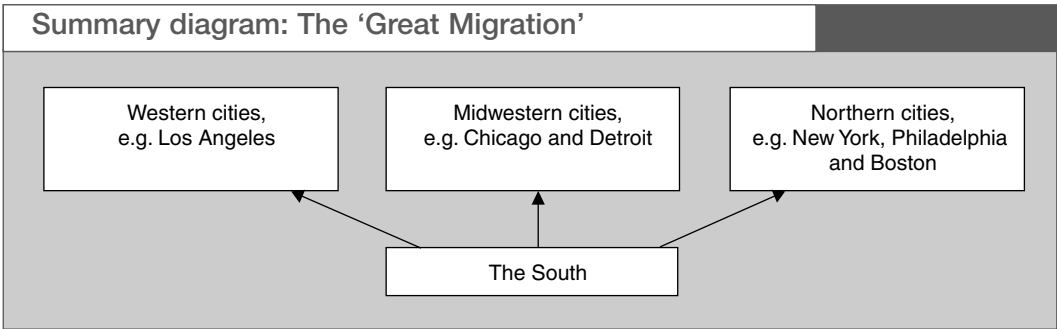 Summary diagram: The ‘Great Migration’
Western cities,
e.g. Los Angeles
Midwestern cities,
e.g. Chicago and Detroit
Northern cities,
e.g. New York, Philadelphia
and Boston
The South